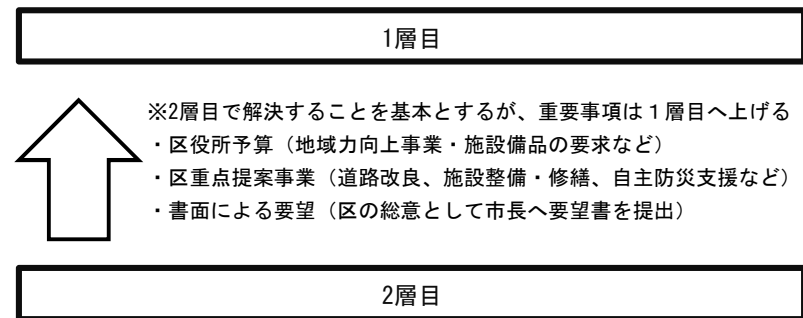 1層目
※2層目で解決することを基本とするが、重要事項は１層目へ上げる
・区役所予算（地域力向上事業・施設備品の要求など）
・区重点提案事業（道路改良、施設整備・修繕、自主防災支援など）
・書面による要望（区の総意として市長へ要望書を提出）
2層目